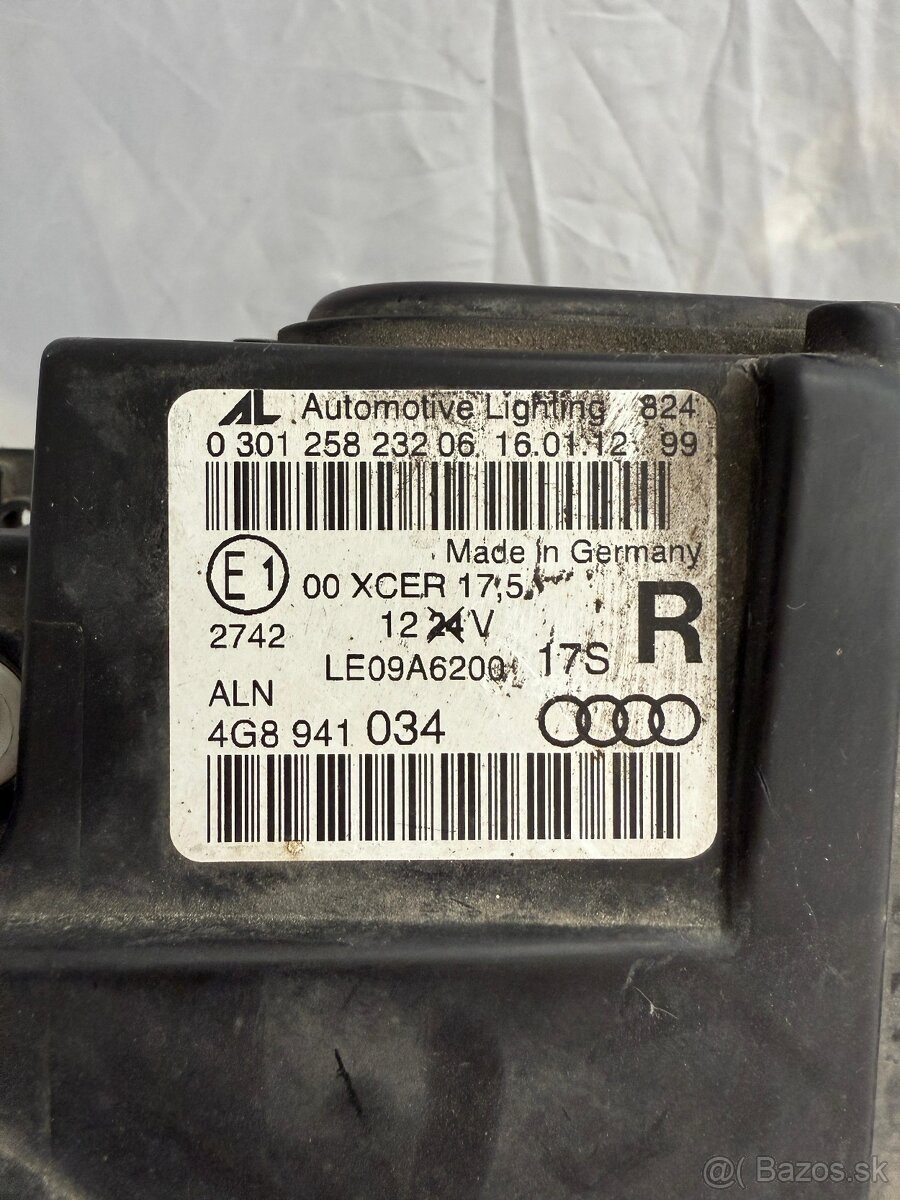 AL Automotive Lighting 824
0 301 258 232 06 16.01.12 99
Made in Germany
E1 00 XCER 17,5
2742 12 24 V R
LE09A6200 17S
ALN
4G8 941 034
@( Bazos.sk